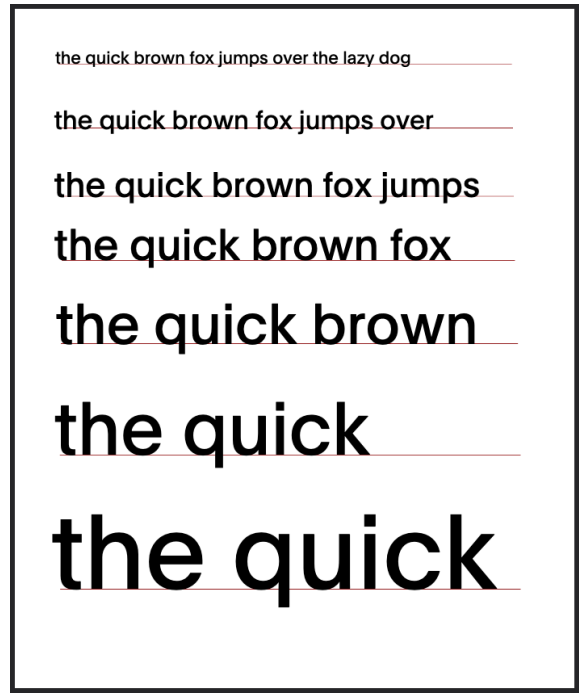 the quick brown fox jumps over the lazy dog
the quick brown fox jumps over
the quick brown fox jumps
the quick brown fox
the quick brown
the quick
the quick